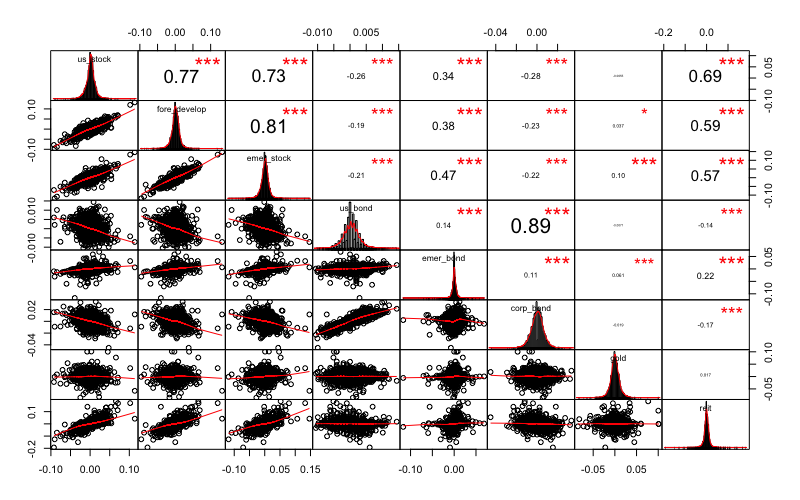 -0.10 0.00 0.10 -0.010 0.005 -0.04 0.00 -0.2 0.0
us_stock 0.77 *** 0.73 *** -0.26 *** 0.34 *** -0.28 *** 0.69 *** -0.10 0.05
-0.10 0.10 fore_develop 0.81 *** -0.19 *** 0.38 *** -0.23 *** 0.037 * 0.59 ***
emer_stock -0.21 *** 0.47 *** -0.22 *** 0.10 *** 0.57 *** -0.10 0.10
-0.010 0.010 us_bond 0.14 *** 0.89 *** -0.14 ***
emer_bond 0.11 *** 0.061 *** 0.22 *** -0.10 0.05
-0.04 0.02 corp_bond -0.17 ***
gold 0.017 -0.05 0.10
-0.2 0.1 reit
-0.10 0.00 0.10 -0.10 0.05 0.15 -0.10 0.00 -0.05 0.05